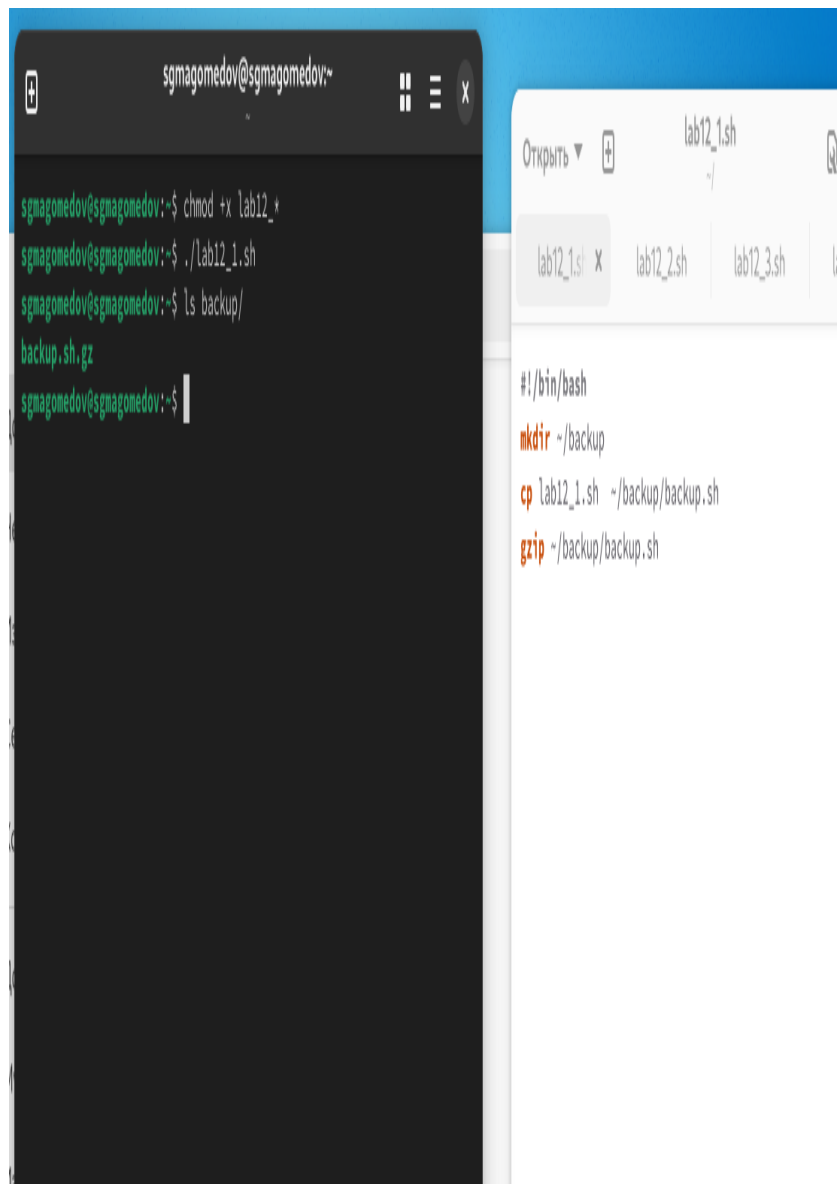 sgmagomedov@sgmagomedov:~
~
sgmagomedov@sgmagomedov:~$ chmod +x lab12_*
sgmagomedov@sgmagomedov:~$ ./lab12_1.sh
sgmagomedov@sgmagomedov:~$ ls backup/
backup.sh.gz
sgmagomedov@sgmagomedov:~$
Открыть
lab12_1.sh
~/
lab12_1.s
lab12_2.sh
lab12_3.sh
#!/bin/bash
mkdir ~/backup
cp lab12_1.sh ~/backup/backup.sh
gzip ~/backup/backup.sh